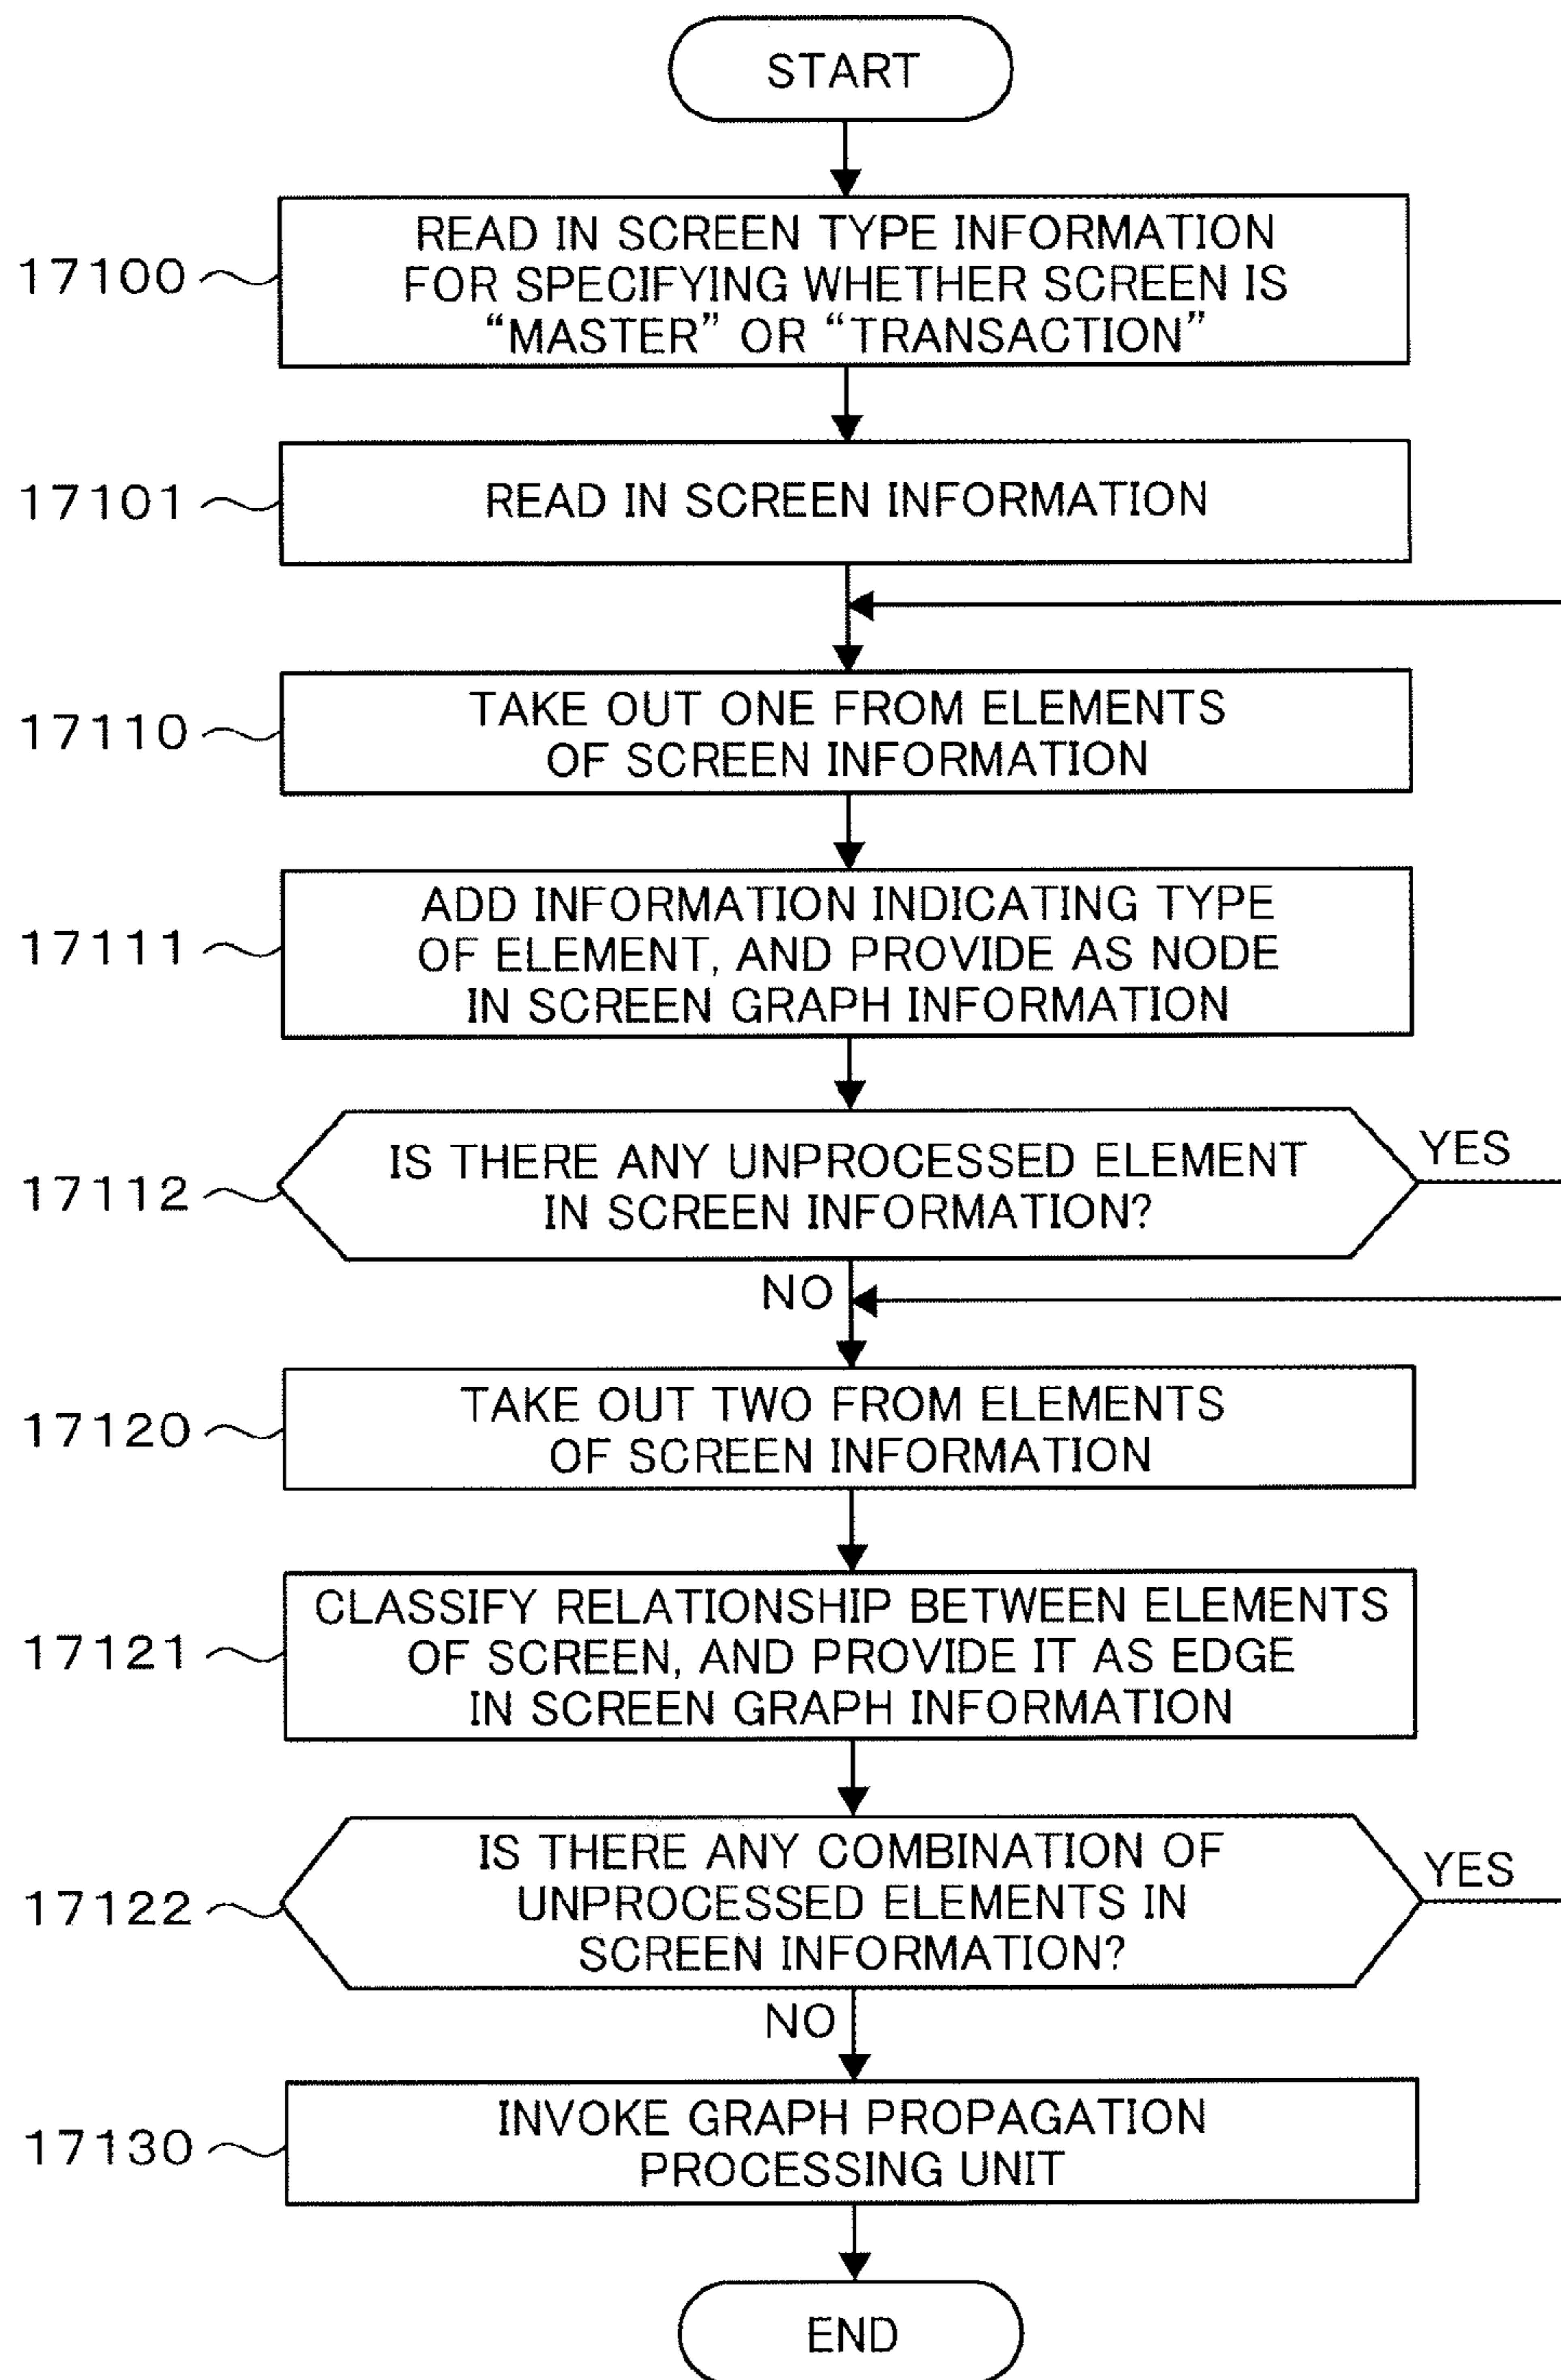 START
17100
READ IN SCREEN TYPE INFORMATION
FOR SPECIFYING WHETHER SCREEN IS
“MASTER” OR “TRANSACTION”
17101
READ IN SCREEN INFORMATION
17110
TAKE OUT ONE FROM ELEMENTS
OF SCREEN INFORMATION
17111
ADD INFORMATION INDICATING TYPE
OF ELEMENT, AND PROVIDE AS NODE
IN SCREEN GRAPH INFORMATION
17112
IS THERE ANY UNPROCESSED ELEMENT
IN SCREEN INFORMATION?
YES
NO
17120
TAKE OUT TWO FROM ELEMENTS
OF SCREEN INFORMATION
17121
CLASSIFY RELATIONSHIP BETWEEN ELEMENTS
OF SCREEN, AND PROVIDE IT AS EDGE
IN SCREEN GRAPH INFORMATION
17122
IS THERE ANY COMBINATION OF
UNPROCESSED ELEMENTS IN
SCREEN INFORMATION?
YES
NO
17130
INVOKE GRAPH PROPAGATION
PROCESSING UNIT
END